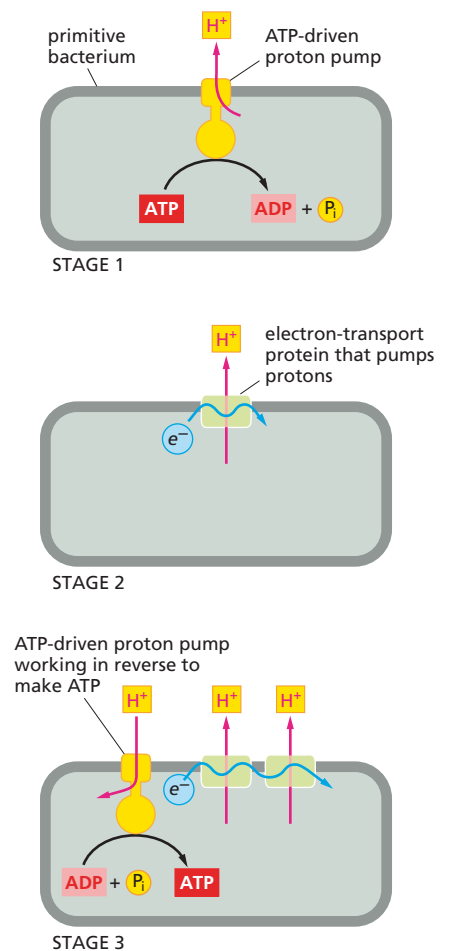 H+
primitive
bacterium
ATP-driven
proton pump
ATP
ADP + Pi
STAGE 1
H+
electron-transport
protein that pumps
protons
e–
STAGE 2
ATP-driven proton pump
working in reverse to
make ATP
H+ H+ H+
e–
ADP + Pi ATP
STAGE 3